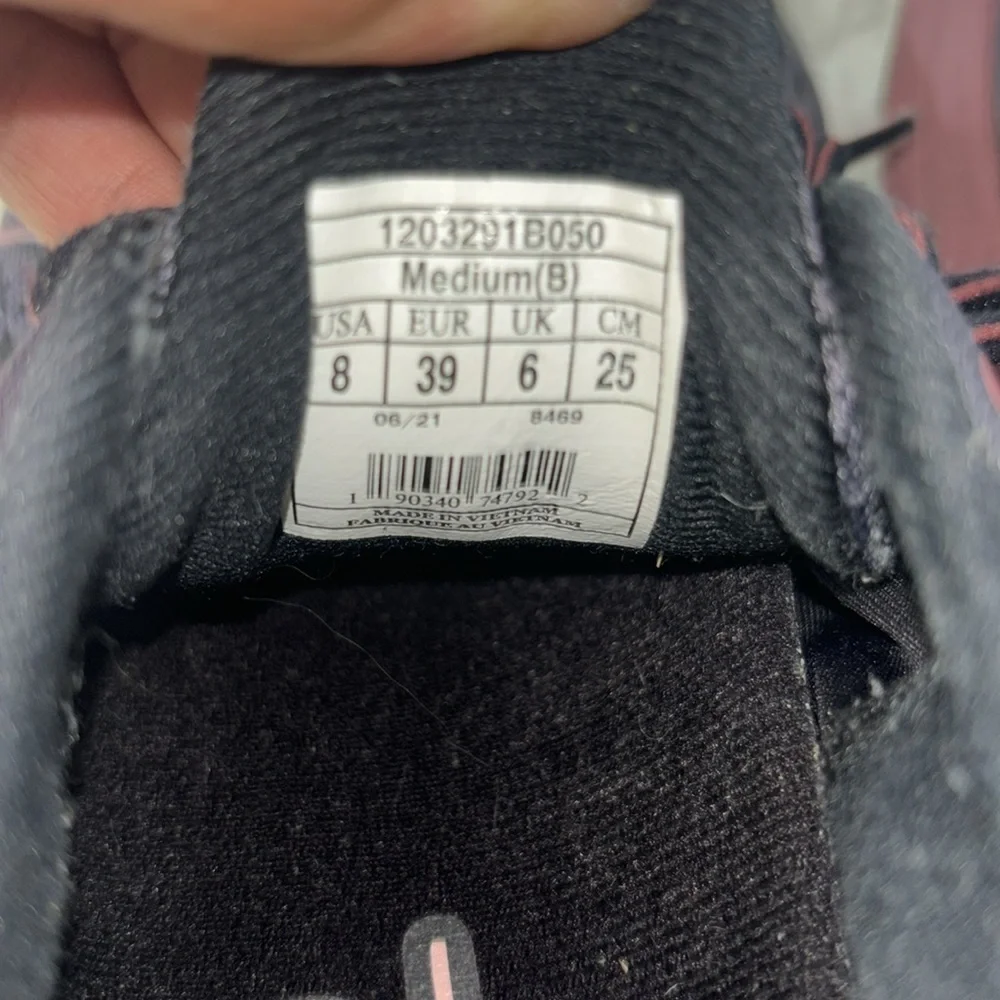 1203291B050
Medium(B)
USA EUR UK CM
8 39 6 25
06/21 8469
1 90340 74792 2
MADE IN VIETNAM
FABRIQUE AU VIETNAM